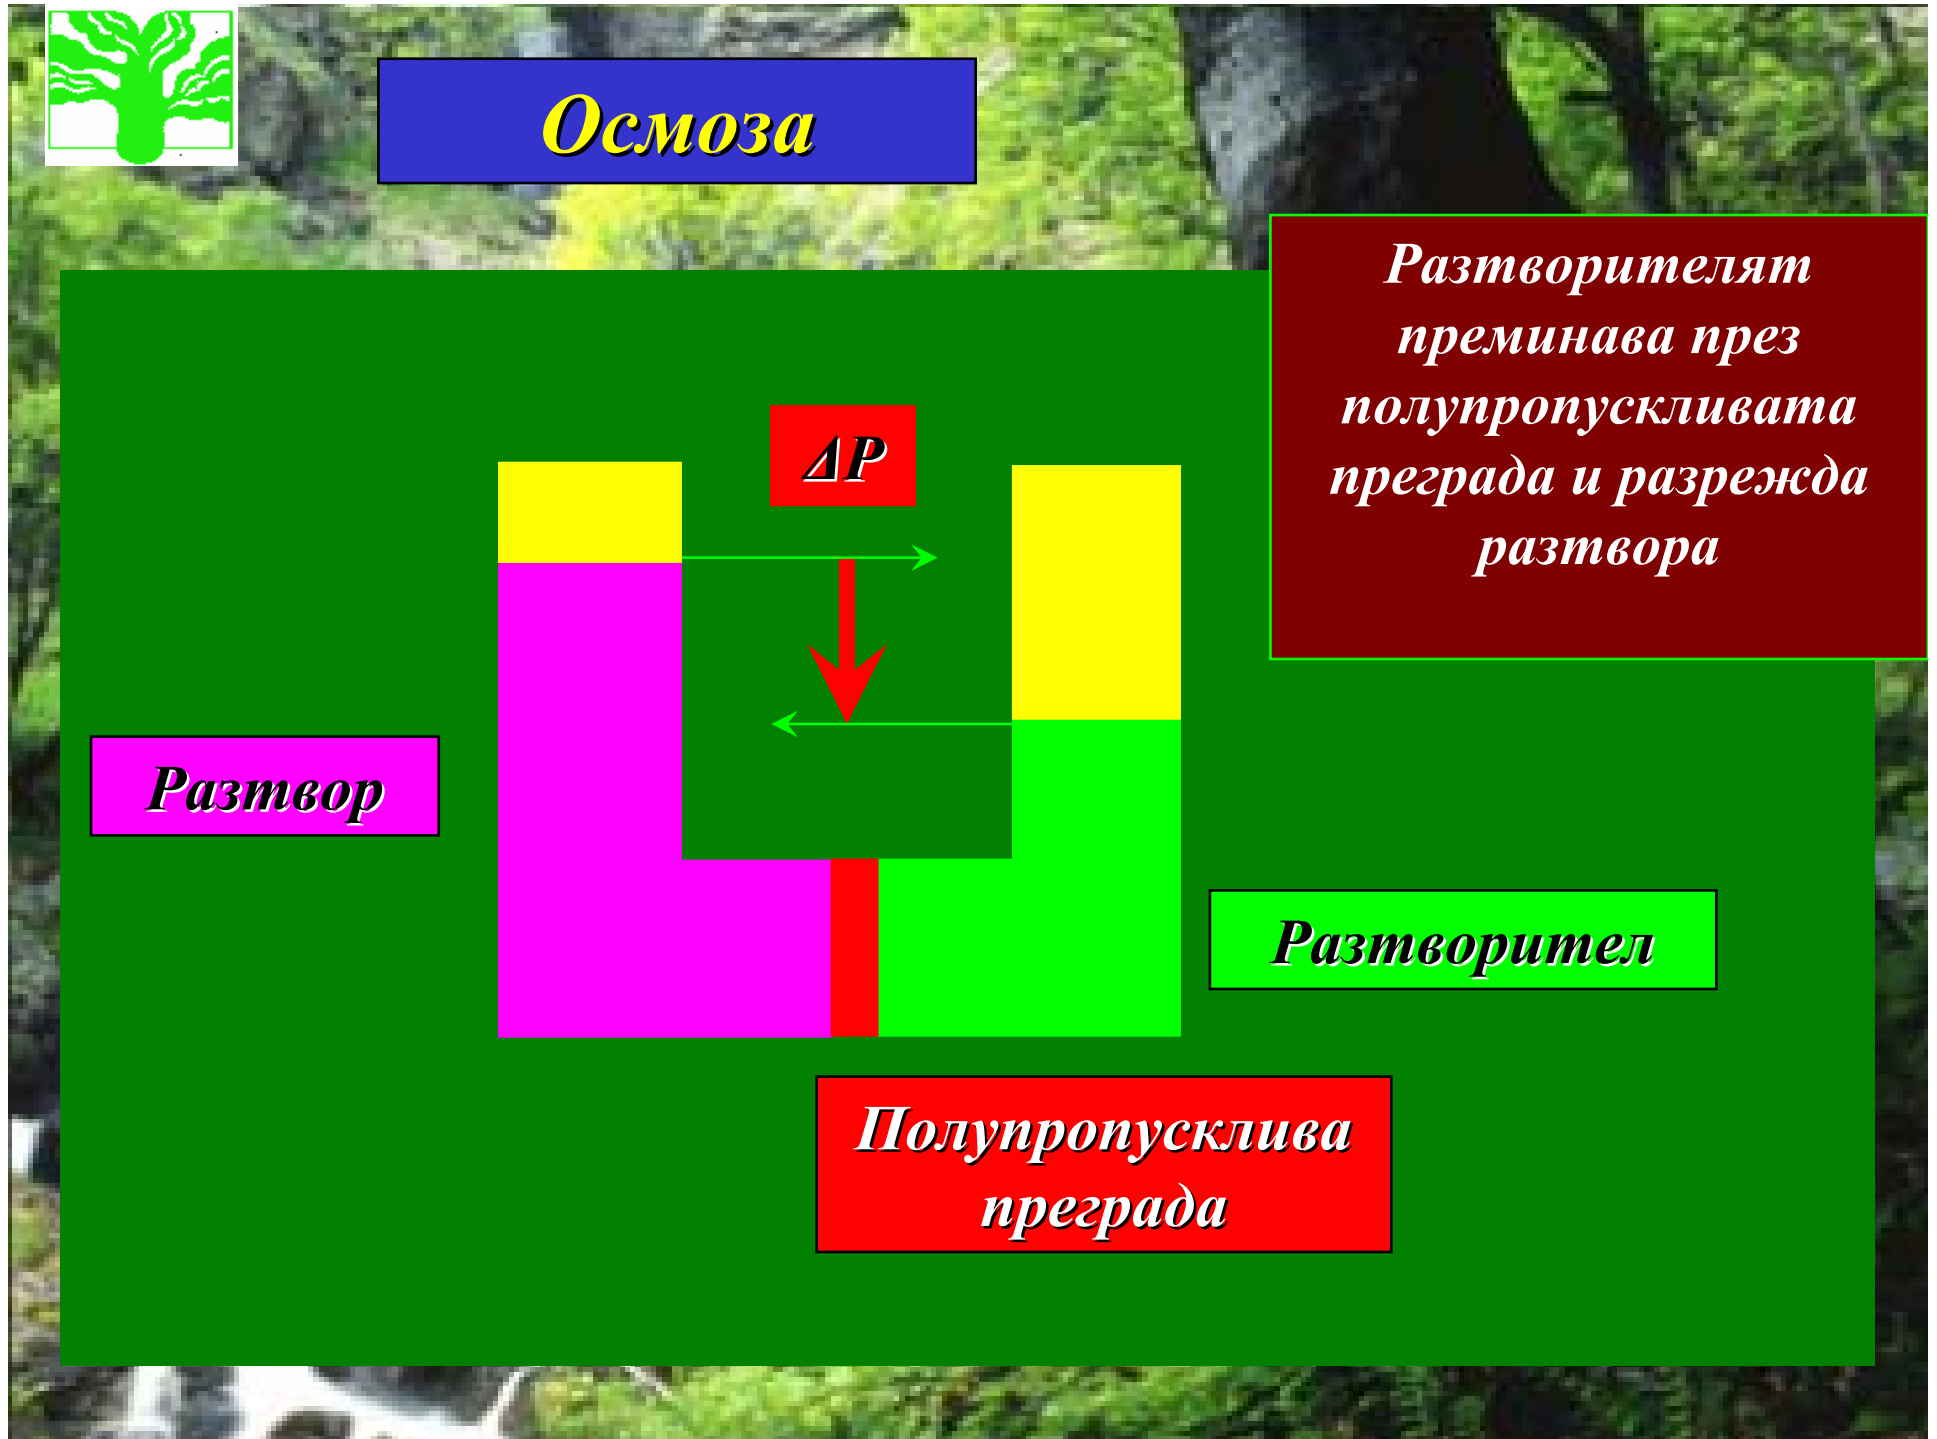 Осмоза
Разтворителят
преминава през
полупропускливата
преграда и разрежда
разтвора
ΔP
Разтвор
Разтворител
Полупропусклива
преграда